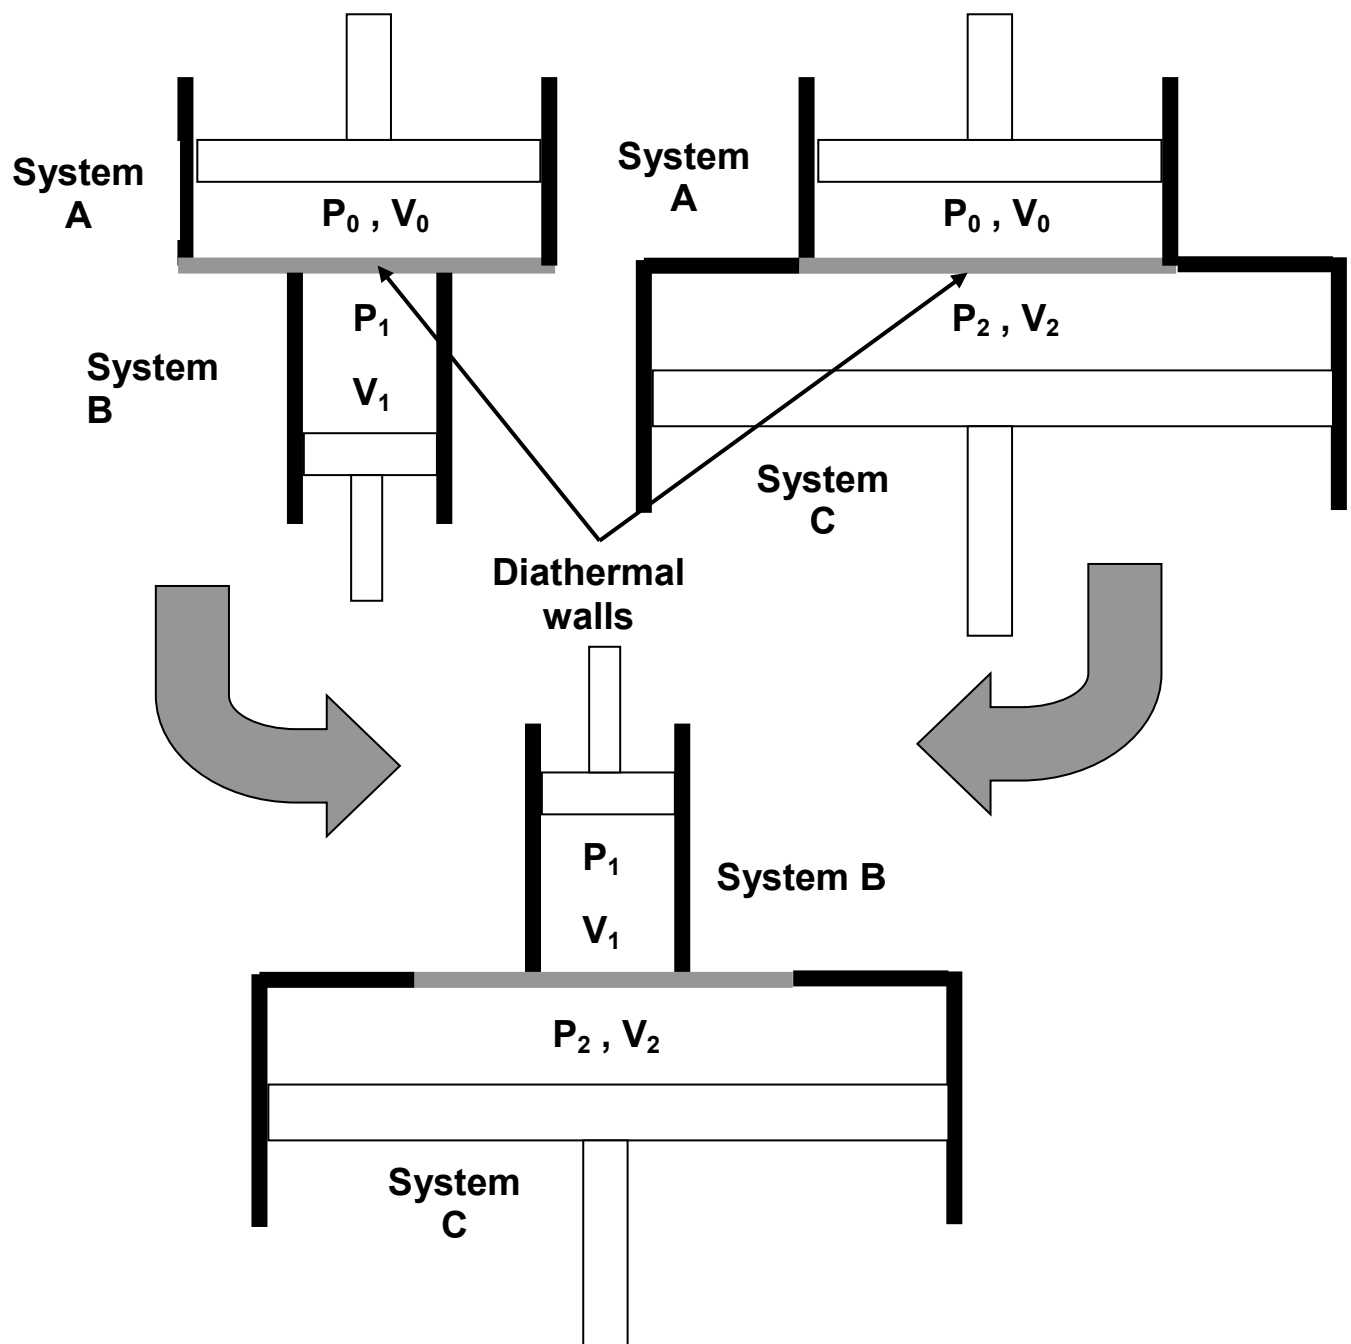 System
A
P₀ , V₀
System
A
P₀ , V₀
P₁
V₁
System
B
P₂ , V₂
System
C
Diathermal
walls
P₁
V₁
System B
P₂ , V₂
System
C